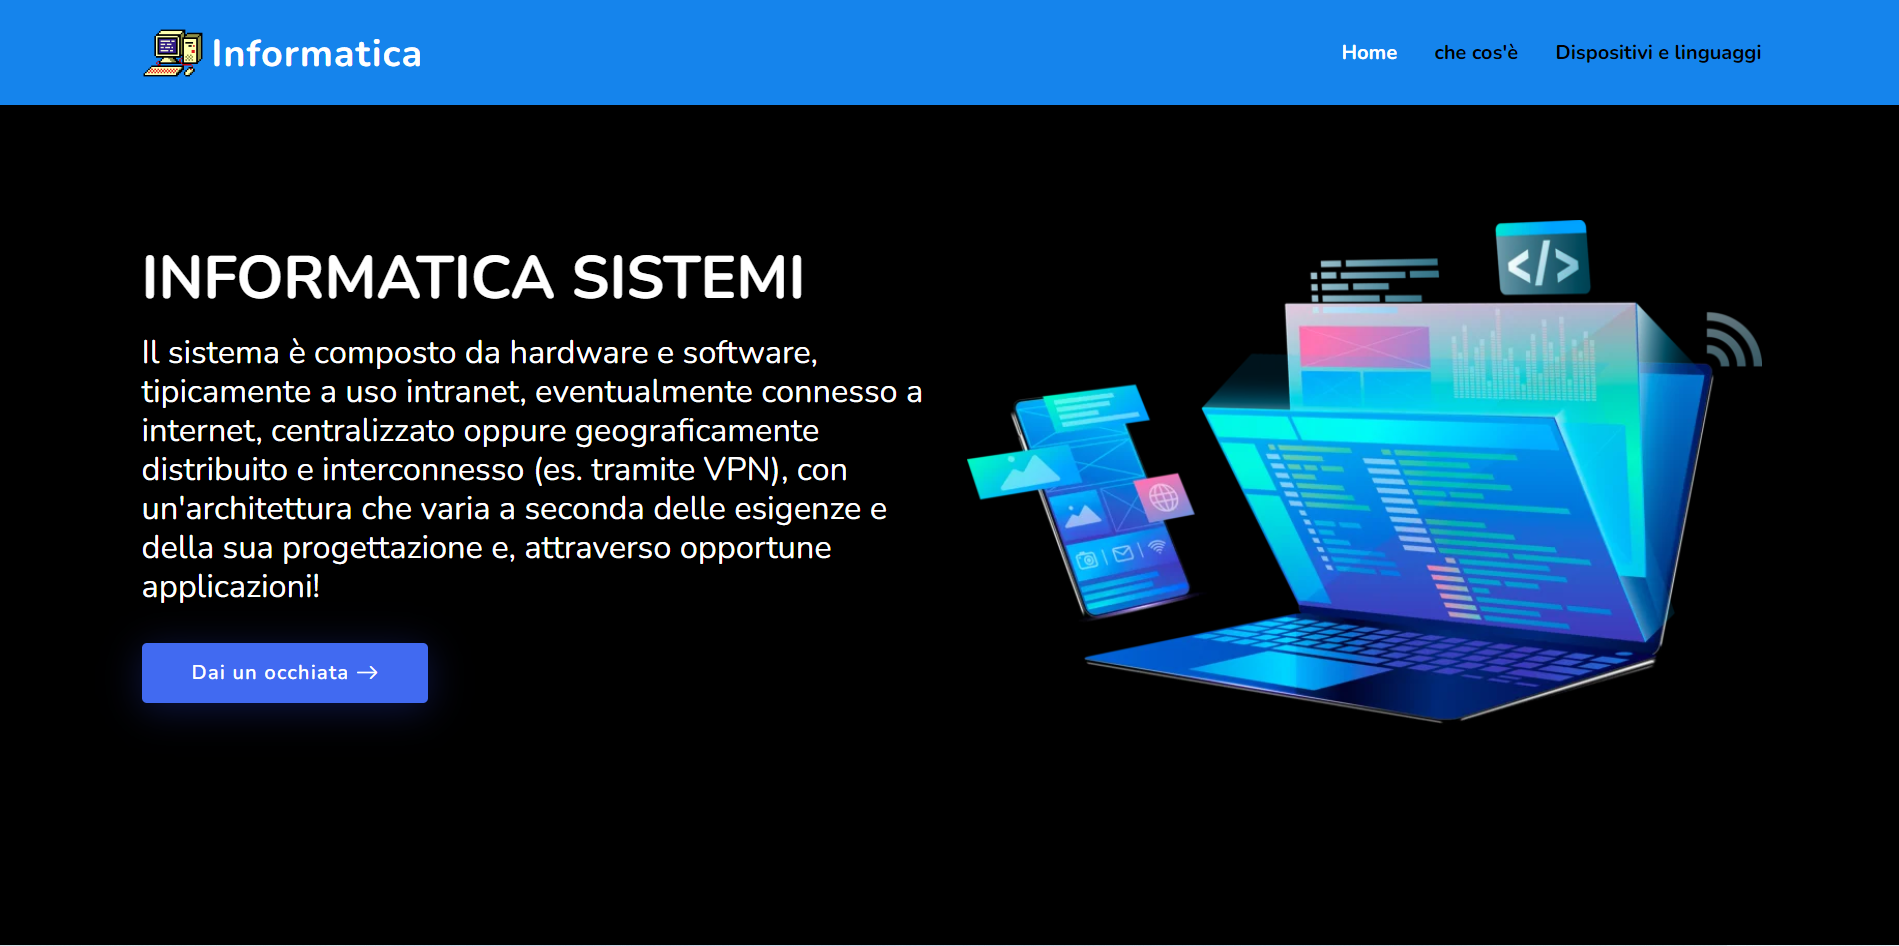 Informatica
Home
che cos'è
Dispositivi e linguaggi
INFORMATICA SISTEMI
Il sistema è composto da hardware e software,
tipicamente a uso intranet, eventualmente connesso a
internet, centralizzato oppure geograficamente
distribuito e interconnesso (es. tramite VPN), con
un'architettura che varia a seconda delle esigenze e
della sua progettazione e, attraverso opportune
applicazioni!
Dai un occhiata →
</>